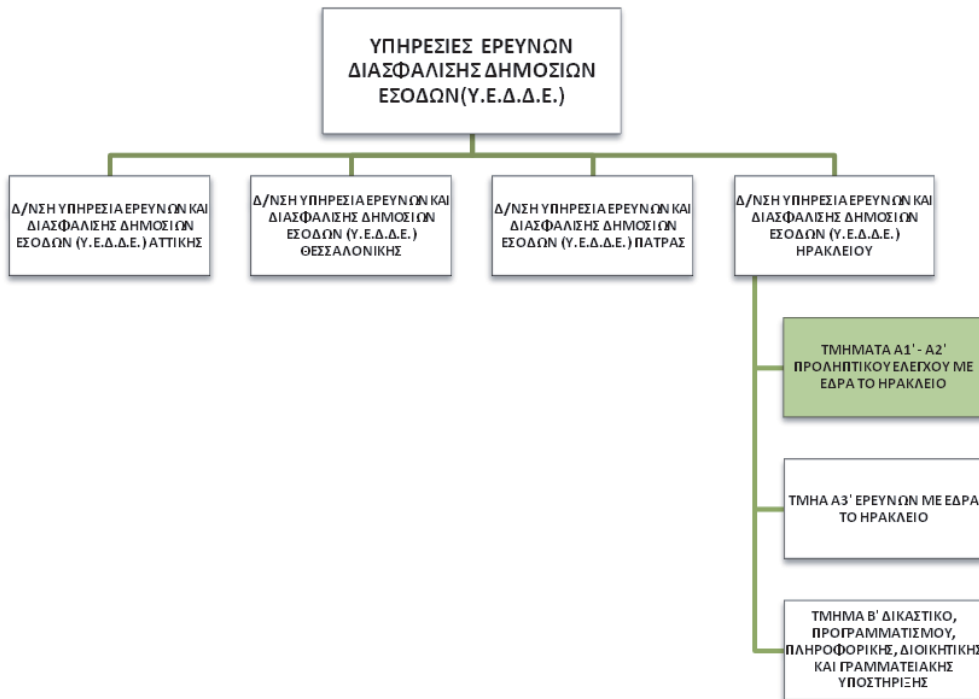 ΥΠΗΡΕΣΙΕΣ ΕΡΕΥΝΩΝ
ΔΙΑΣΦΑΛΙΣΗΣ ΔΗΜΟΣΙΩΝ
ΕΣΟΔΩΝ(Υ.Ε.Δ.Δ.Ε.)
Δ/ΝΣΗ ΥΠΗΡΕΣΙΑ ΕΡΕΥΝΩΝ ΚΑΙ
ΔΙΑΣΦΑΛΙΣΗΣ ΔΗΜΟΣΙΩΝ
ΕΣΟΔΩΝ (Υ.Ε.Δ.Δ.Ε.) ΑΤΤΙΚΗΣ
Δ/ΝΣΗ ΥΠΗΡΕΣΙΑ ΕΡΕΥΝΩΝ ΚΑΙ
ΔΙΑΣΦΑΛΙΣΗΣ ΔΗΜΟΣΙΩΝ
ΕΣΟΔΩΝ (Υ.Ε.Δ.Δ.Ε.)
ΘΕΣΣΑΛΟΝΙΚΗΣ
Δ/ΝΣΗ ΥΠΗΡΕΣΙΑ ΕΡΕΥΝΩΝ ΚΑΙ
ΔΙΑΣΦΑΛΙΣΗΣ ΔΗΜΟΣΙΩΝ
ΕΣΟΔΩΝ (Υ.Ε.Δ.Δ.Ε.) ΠΑΤΡΑΣ
Δ/ΝΣΗ ΥΠΗΡΕΣΙΑ ΕΡΕΥΝΩΝ ΚΑΙ
ΔΙΑΣΦΑΛΙΣΗΣ ΔΗΜΟΣΙΩΝ
ΕΣΟΔΩΝ (Υ.Ε.Δ.Δ.Ε.)
ΗΡΑΚΛΕΙΟΥ
ΤΜΗΜΑΤΑ Α1' - Α2'
ΠΡΟΛΗΠΤΙΚΟΥ ΕΛΕΓΧΟΥ ΜΕ
ΕΔΡΑ ΤΟ ΗΡΑΚΛΕΙΟ
ΤΜΗΑ Α3' ΕΡΕΥΝΩΝ ΜΕ ΕΔΡΑ
ΤΟ ΗΡΑΚΛΕΙΟ
ΤΜΗΜΑ Β' ΔΙΚΑΣΤΙΚΟ,
ΠΡΟΓΡΑΜΜΑΤΙΣΜΟΥ,
ΠΛΗΡΟΦΟΡΙΚΗΣ, ΔΙΟΙΚΗΤΙΚΗΣ
ΚΑΙ ΓΡΑΜΜΑΤΕΙΑΚΗΣ
ΥΠΟΣΤΗΡΙΞΗΣ